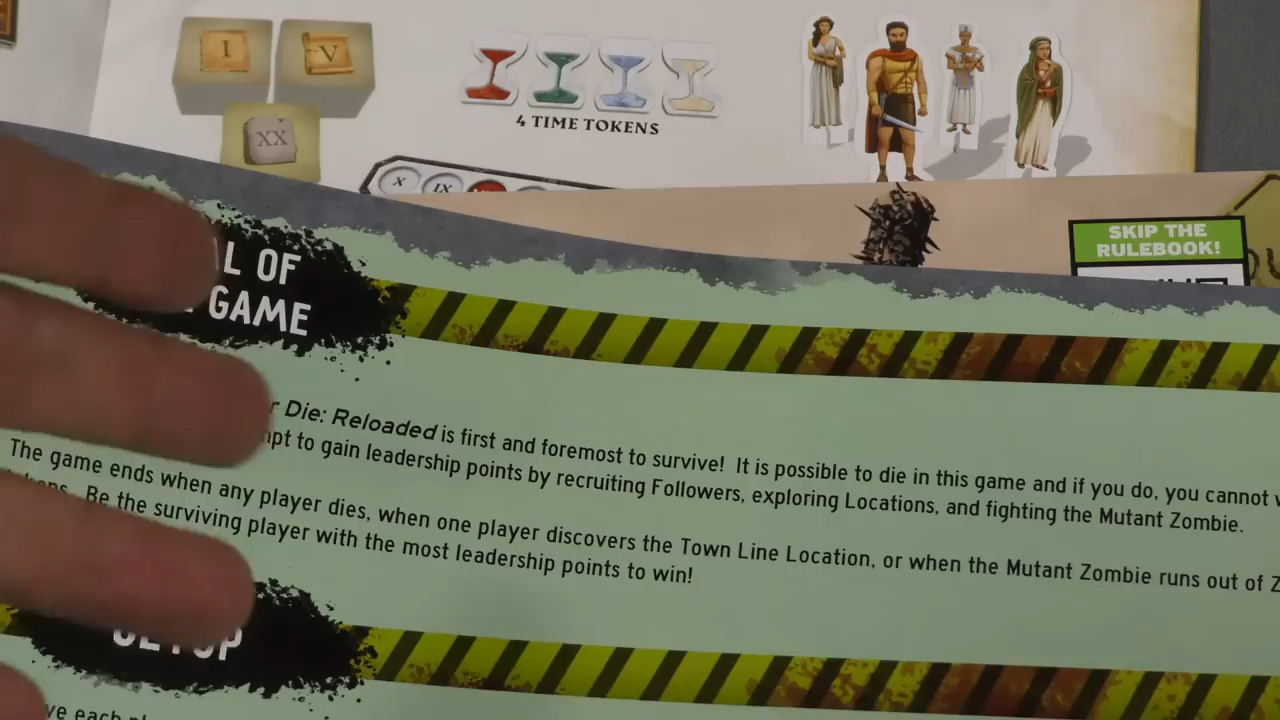 I
V
XX
4 TIME TOKENS
X IX
SKIP THE
RULEBOOK!
L OF
GAME
Die: Reloaded is first and foremost to survive! It is possible to die in this game and if you do, you cannot
to gain leadership points by recruiting Followers, exploring Locations, and fighting the Mutant Zombie.
The game ends when any player dies, when one player discovers the Town Line Location, or when the Mutant Zombie runs out of Z
Be the surviving player with the most leadership points to win!
each